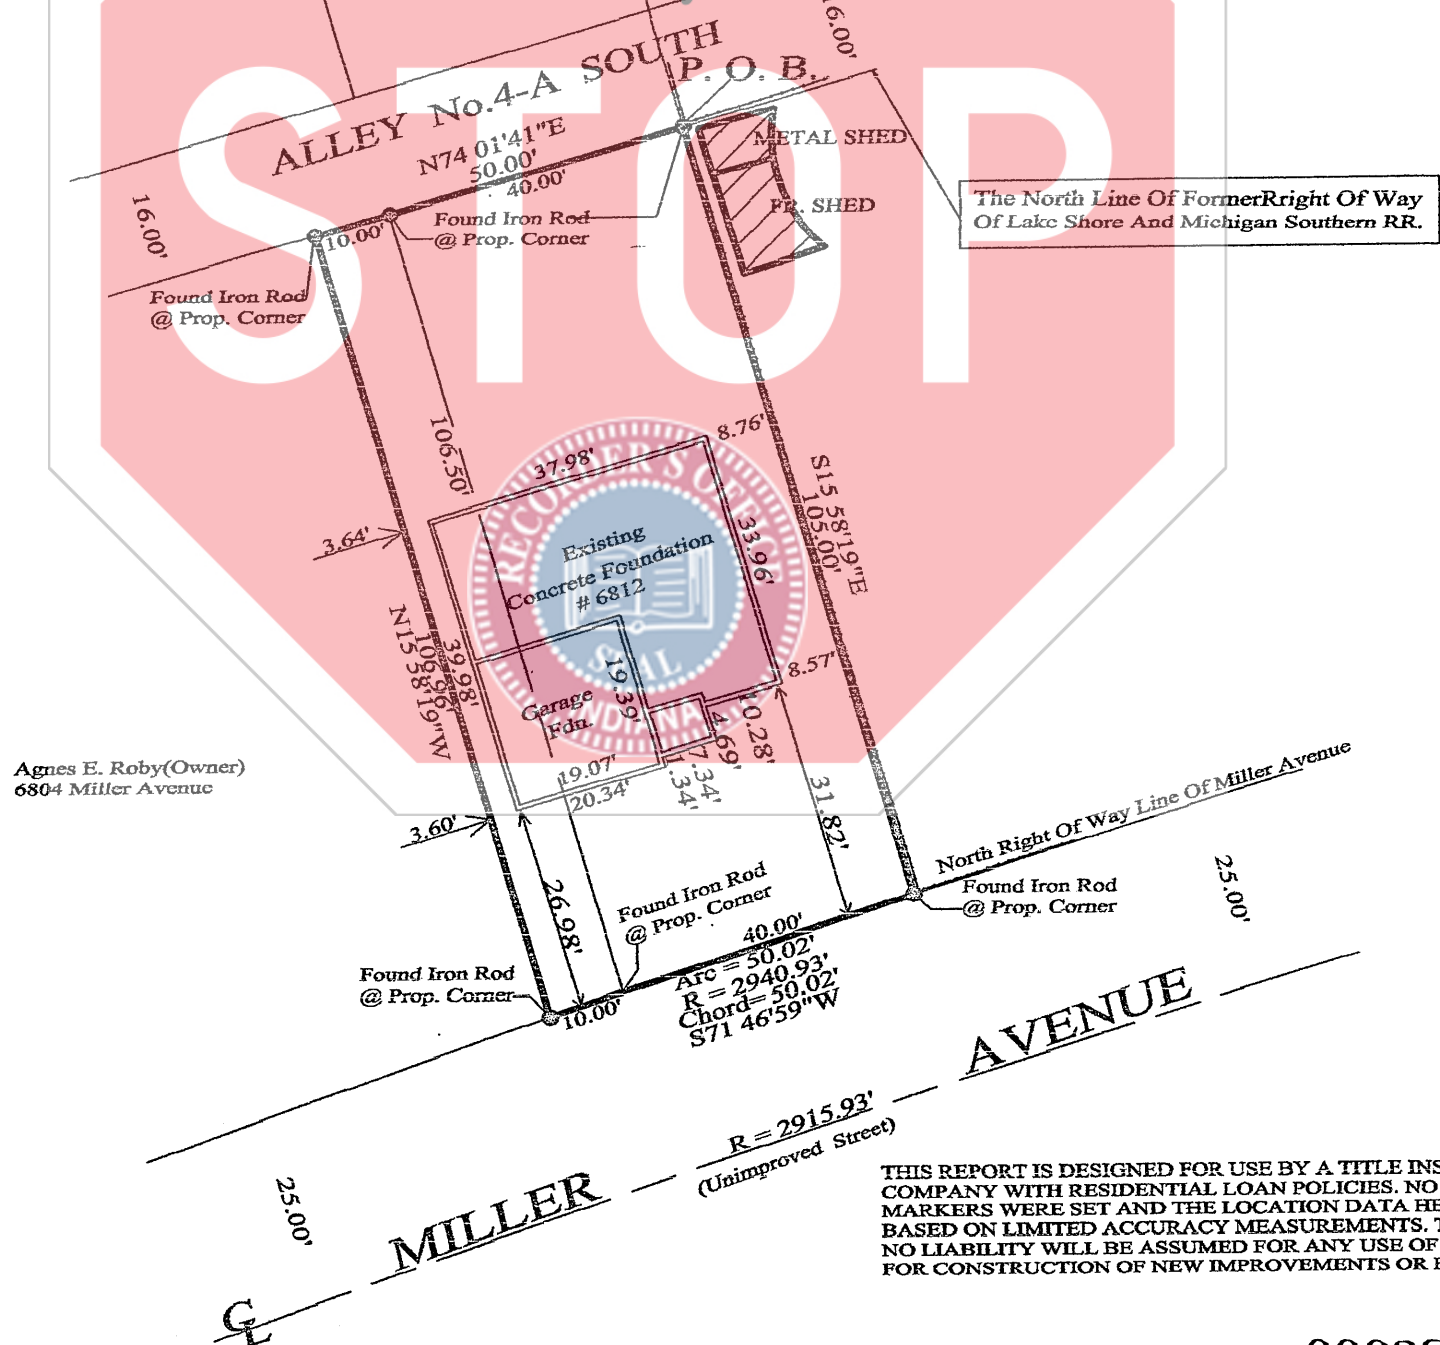 STOP
16.00'
ALLEY No.4-A SOUTH
P. O. B.
N74 01'41"E
50.00'
40.00'
METAL SHED
FR. SHED
The North Line Of FormerRright Of Way
Of Lake Shore And Michigan Southern RR.
16.00'
10.00'
Found Iron Rod
@ Prop. Corner
Found Iron Rod
@ Prop. Corner
106.50'
37.98'
8.76'
S15 58'19"E
105.00'
3.64'
RECORDER'S OFFICE
Existing
Concrete Foundation
# 6812
33.96'
SEAL
INDIANA
N15 58'19"W
106.96'
39.98'
19.39'
Garage
Fdn.
8.57'
10.28'
4.69'
7.34'
1.34'
19.07'
20.34'
31.82'
Agnes E. Roby(Owner)
6804 Miller Avenue
3.60'
26.98'
North Right Of Way Line Of Miller Avenue
Found Iron Rod
@ Prop. Corner
Found Iron Rod
@ Prop. Corner
25.00'
Found Iron Rod
@ Prop. Corner
10.00'
40.00'
Arc = 50.02'
R = 2940.93'
Chord= 50.02'
S71 46'59"W
MILLER AVENUE
R = 2915.93'
(Unimproved Street)
25.00'
CL
THIS REPORT IS DESIGNED FOR USE BY A TITLE INS
COMPANY WITH RESIDENTIAL LOAN POLICIES. NO
MARKERS WERE SET AND THE LOCATION DATA HE
BASED ON LIMITED ACCURACY MEASUREMENTS. T
NO LIABILITY WILL BE ASSUMED FOR ANY USE OF
FOR CONSTRUCTION OF NEW IMPROVEMENTS OR F